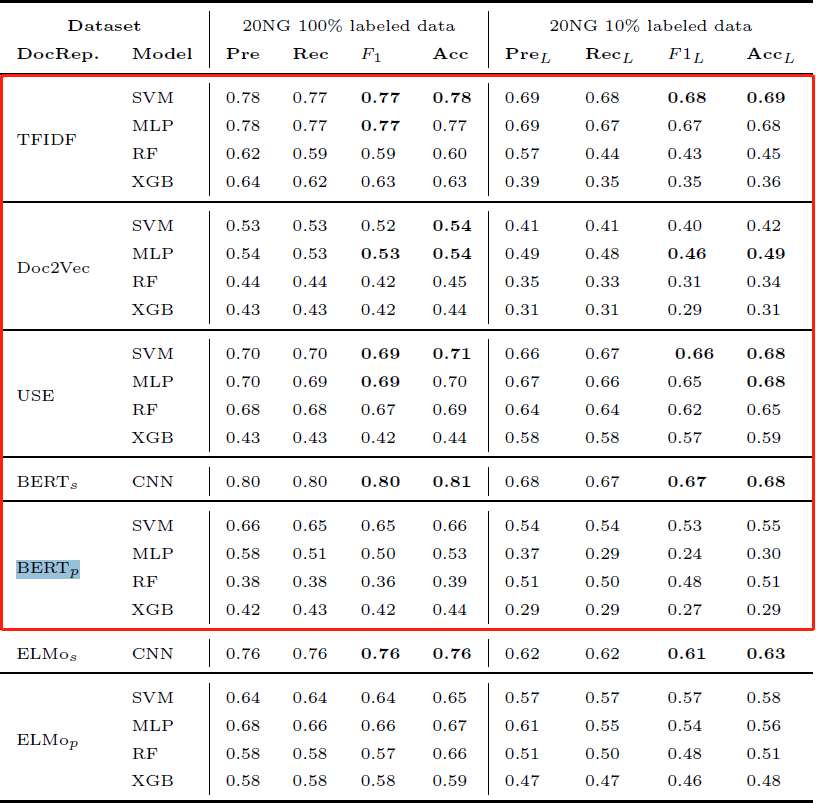 Dataset 20NG 100% labeled data 20NG 10% labeled data
DocRep. Model Pre Rec F1 Acc PreL RecL F1L AccL
SVM 0.78 0.77 0.77 0.78 0.69 0.68 0.68 0.69
MLP 0.78 0.77 0.77 0.77 0.69 0.67 0.67 0.68
TFIDF
RF 0.62 0.59 0.59 0.60 0.57 0.44 0.43 0.45
XGB 0.64 0.62 0.63 0.63 0.39 0.35 0.35 0.36
SVM 0.53 0.53 0.52 0.54 0.41 0.41 0.40 0.42
MLP 0.54 0.53 0.53 0.54 0.49 0.48 0.46 0.49
Doc2Vec
RF 0.44 0.44 0.42 0.45 0.35 0.33 0.31 0.34
XGB 0.43 0.43 0.42 0.44 0.31 0.31 0.29 0.31
SVM 0.70 0.70 0.69 0.71 0.66 0.67 0.66 0.68
MLP 0.70 0.69 0.69 0.70 0.67 0.66 0.65 0.68
USE
RF 0.68 0.68 0.67 0.69 0.64 0.64 0.62 0.65
XGB 0.43 0.43 0.42 0.44 0.58 0.58 0.57 0.59
BERTs CNN 0.80 0.80 0.80 0.81 0.68 0.67 0.67 0.68
SVM 0.66 0.65 0.65 0.66 0.54 0.54 0.53 0.55
MLP 0.58 0.51 0.50 0.53 0.37 0.29 0.24 0.30
BERTp
RF 0.38 0.38 0.36 0.39 0.51 0.50 0.48 0.51
XGB 0.42 0.43 0.42 0.44 0.29 0.29 0.27 0.29
ELMos CNN 0.76 0.76 0.76 0.76 0.62 0.62 0.61 0.63
SVM 0.64 0.64 0.64 0.65 0.57 0.57 0.57 0.58
MLP 0.68 0.66 0.66 0.67 0.61 0.55 0.54 0.56
ELMop
RF 0.58 0.58 0.57 0.66 0.51 0.50 0.48 0.51
XGB 0.58 0.58 0.58 0.59 0.47 0.47 0.46 0.48